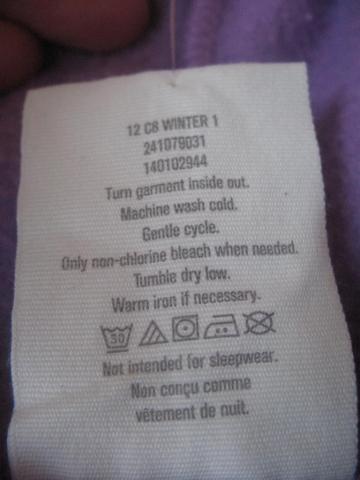 12 C8 WINTER 1
241079031
140102944
Turn garment inside out.
Machine wash cold.
Gentle cycle.
Only non-chlorine bleach when needed.
Tumble dry low.
Warm iron if necessary.
30
Not intended for sleepwear.
Non conçu comme
vêtement de nuit.